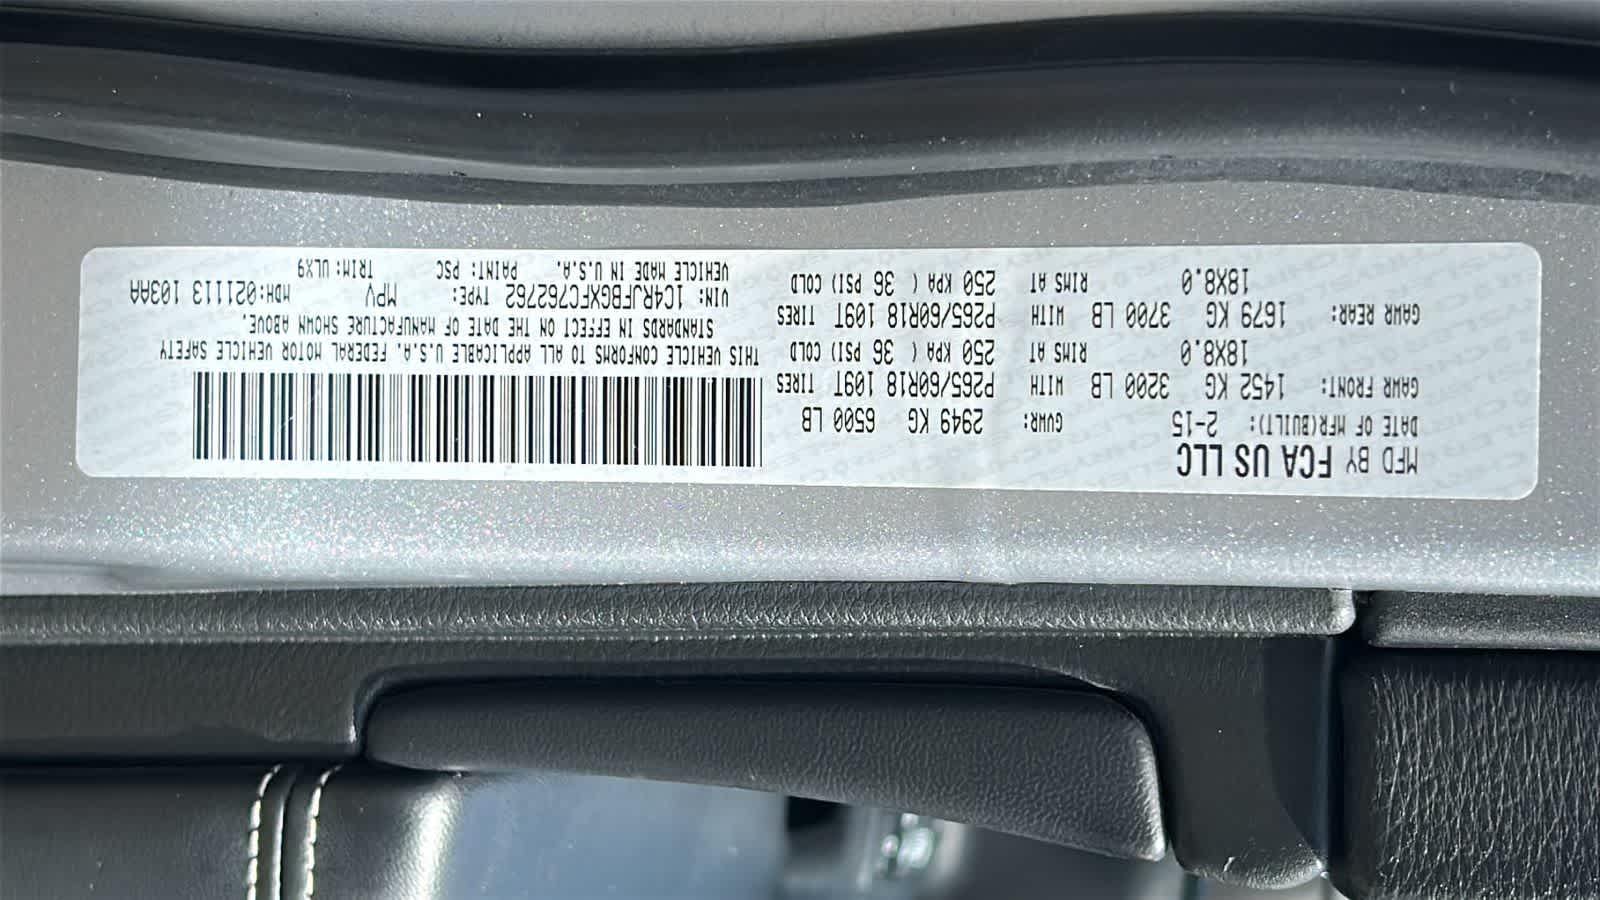 MFD BY FCA US LLC
DATE OF MFR(BUILT): 2-15 GVWR: 2949 KG 6500 LB
GAWR FRONT: 1452 KG 3200 LB WITH P265/60R18 109T TIRES
18X8.0 RIMS AT 250 KPA ( 36 PSI) COLD
GAWR REAR: 1679 KG 3700 LB WITH P265/60R18 109T TIRES
18X8.0 RIMS AT 250 KPA ( 36 PSI) COLD
THIS VEHICLE CONFORMS TO ALL APPLICABLE U.S.A. FEDERAL MOTOR VEHICLE SAFETY
STANDARDS IN EFFECT ON THE DATE OF MANUFACTURE SHOWN ABOVE.
VIN: 1C4RJFBGXFC762762 TYPE: MPV MDH:021113 103AA
VEHICLE MADE IN U.S.A. PAINT: PSC TRIM: ULX9